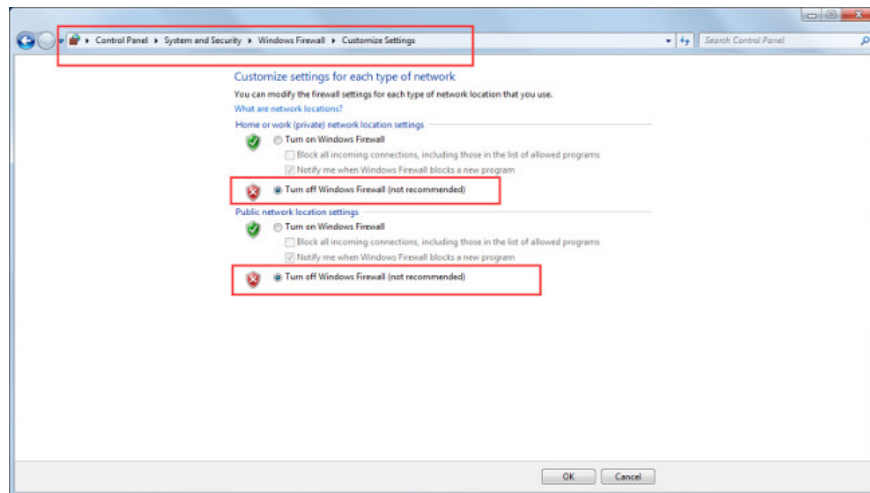 Control Panel ▸ System and Security ▸ Windows Firewall ▸ Customize Settings
Search Control Panel
Customize settings for each type of network
You can modify the firewall settings for each type of network location that you use.
What are network locations?
Home or work (private) network location settings
Turn on Windows Firewall
Block all incoming connections, including those in the list of allowed programs
Notify me when Windows Firewall blocks a new program
Turn off Windows Firewall (not recommended)
Public network location settings
Turn on Windows Firewall
Block all incoming connections, including those in the list of allowed programs
Notify me when Windows Firewall blocks a new program
Turn off Windows Firewall (not recommended)
OK Cancel